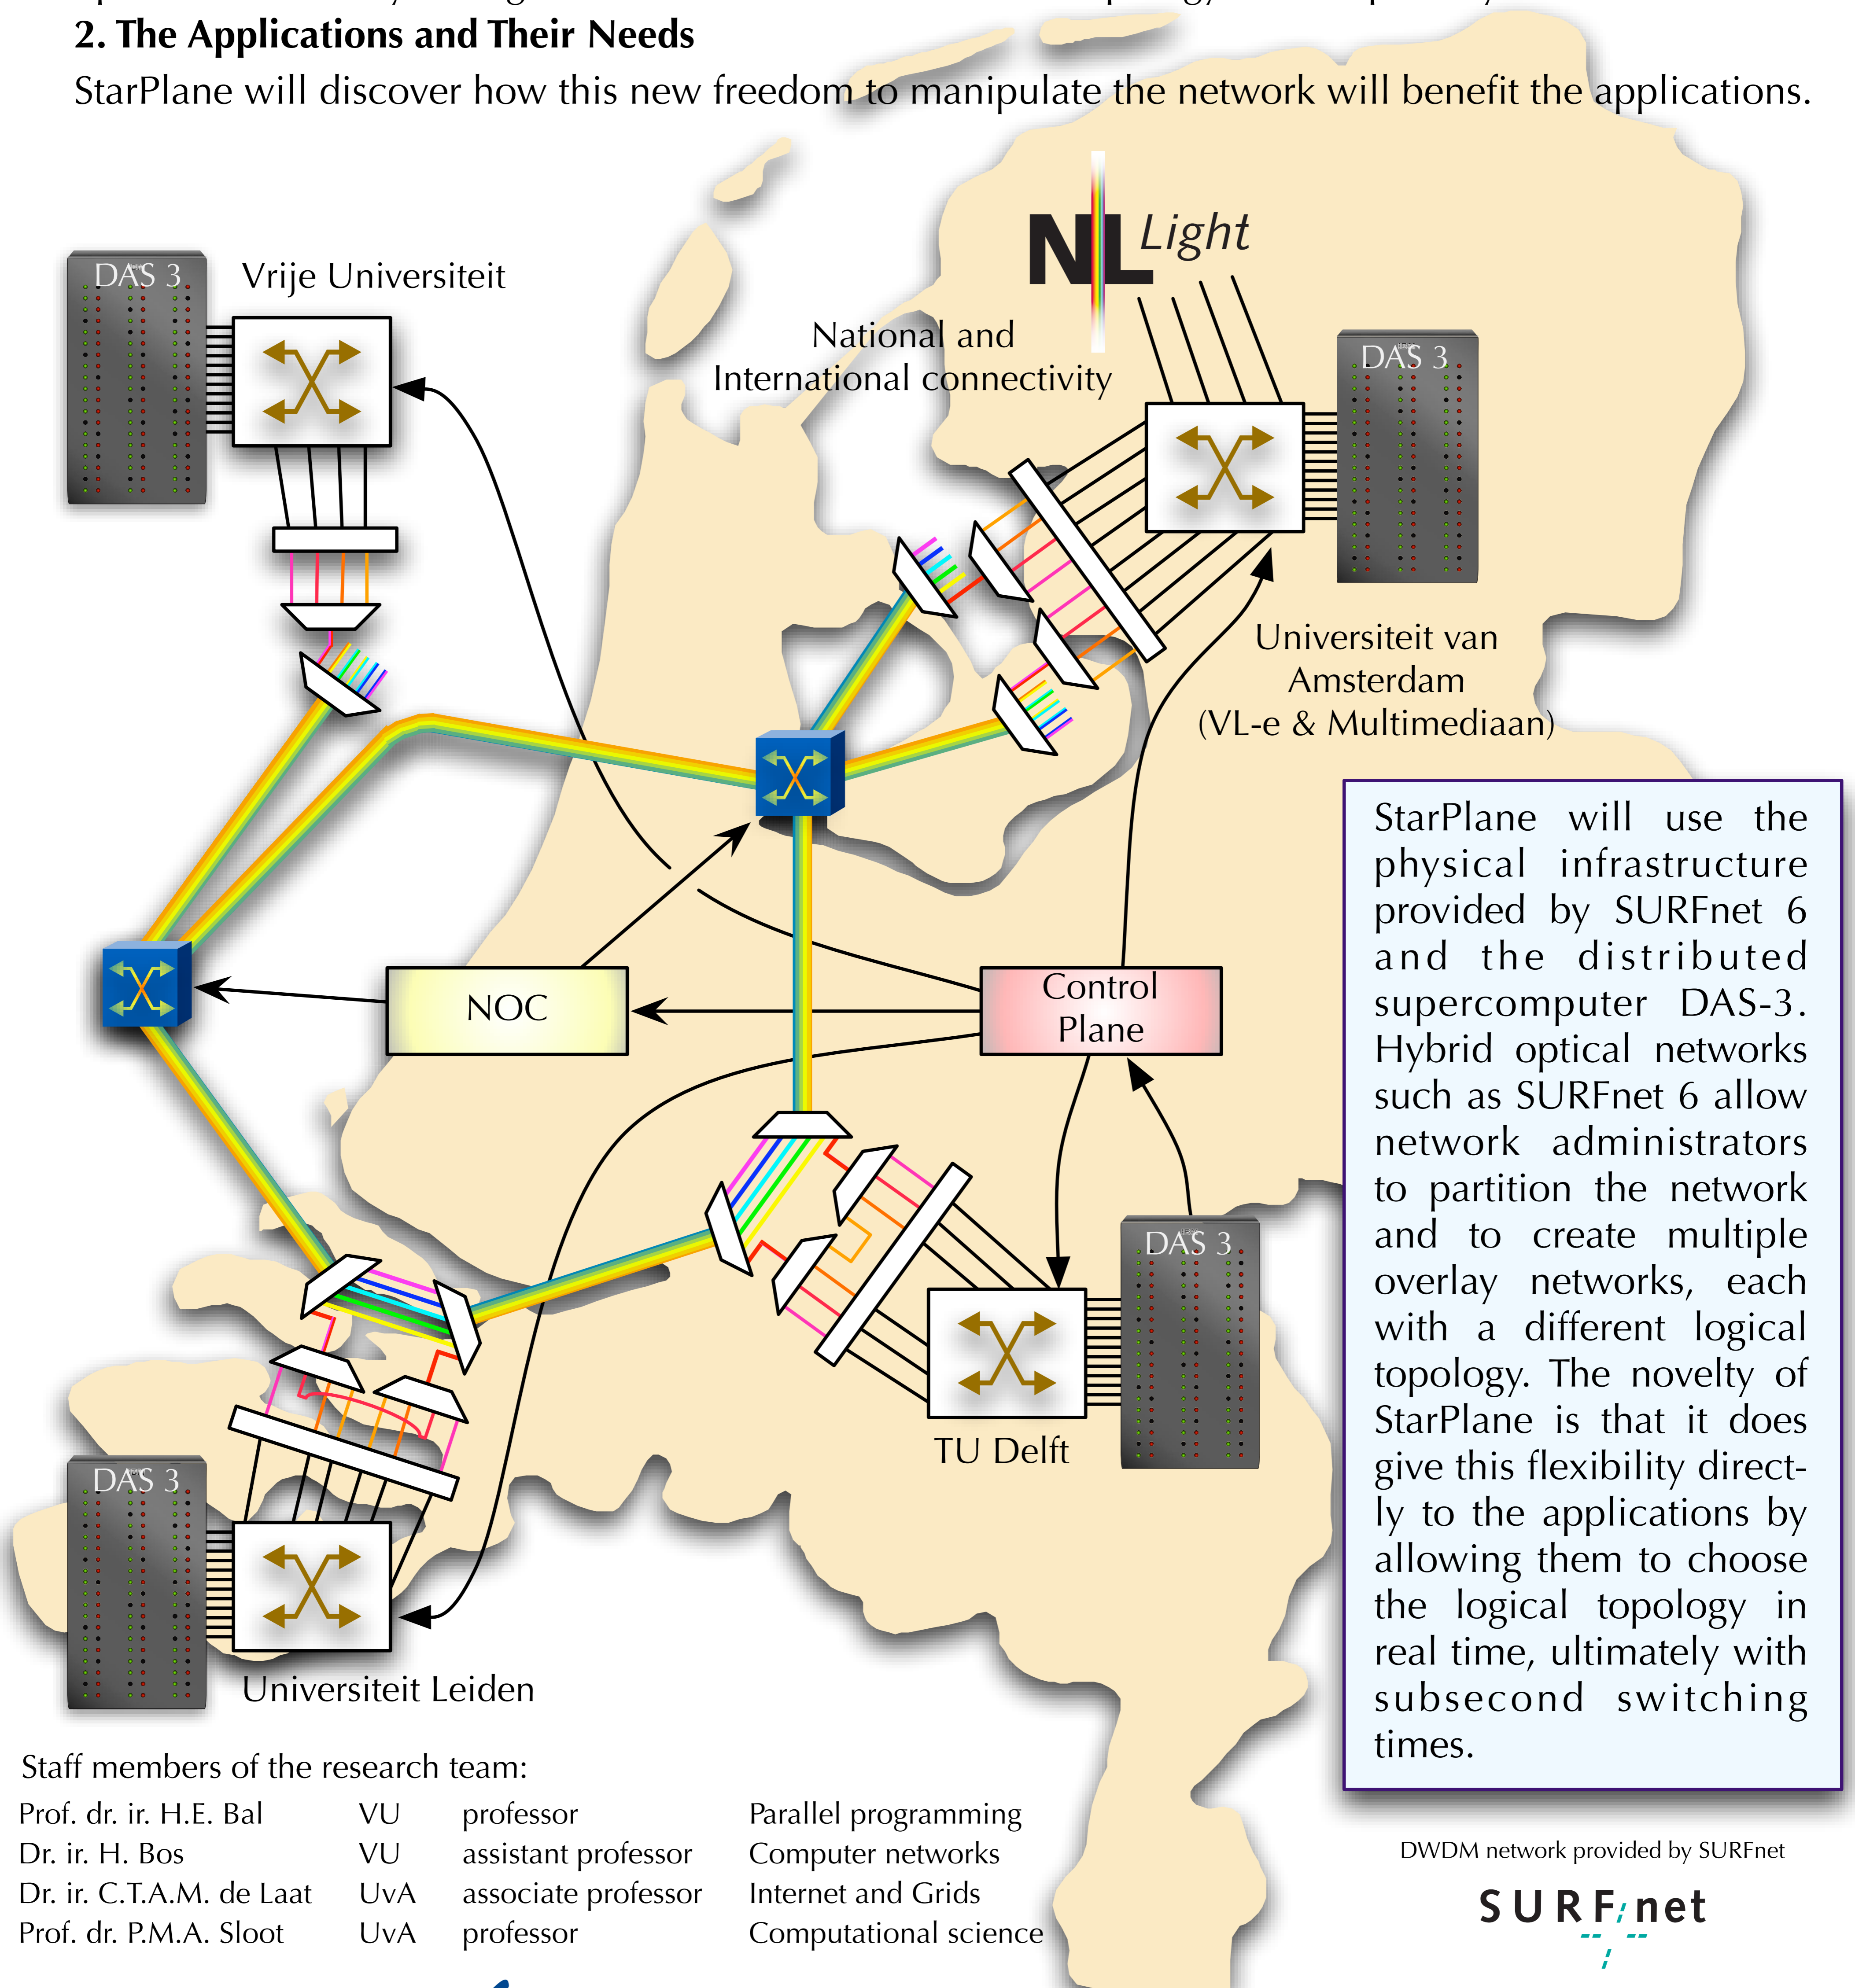 2. The Applications and Their Needs
StarPlane will discover how this new freedom to manipulate the network will benefit the applications.
NL Light
DAS 3
Vrije Universiteit
National and
International connectivity
DAS 3
Universiteit van
Amsterdam
(VL-e & Multimediaan)
StarPlane will use the
physical infrastructure
provided by SURFnet 6
and the distributed
supercomputer DAS-3.
Hybrid optical networks
such as SURFnet 6 allow
network administrators
to partition the network
and to create multiple
overlay networks, each
with a different logical
topology. The novelty of
StarPlane is that it does
give this flexibility direct-
ly to the applications by
allowing them to choose
the logical topology in
real time, ultimately with
subsecond switching
times.
NOC
Control
Plane
DAS 3
TU Delft
DAS 3
Universiteit Leiden
Staff members of the research team:
Prof. dr. ir. H.E. Bal VU professor Parallel programming
Dr. ir. H. Bos VU assistant professor Computer networks
Dr. ir. C.T.A.M. de Laat UvA associate professor Internet and Grids
Prof. dr. P.M.A. Sloot UvA professor Computational science
DWDM network provided by SURFnet
SURFnet